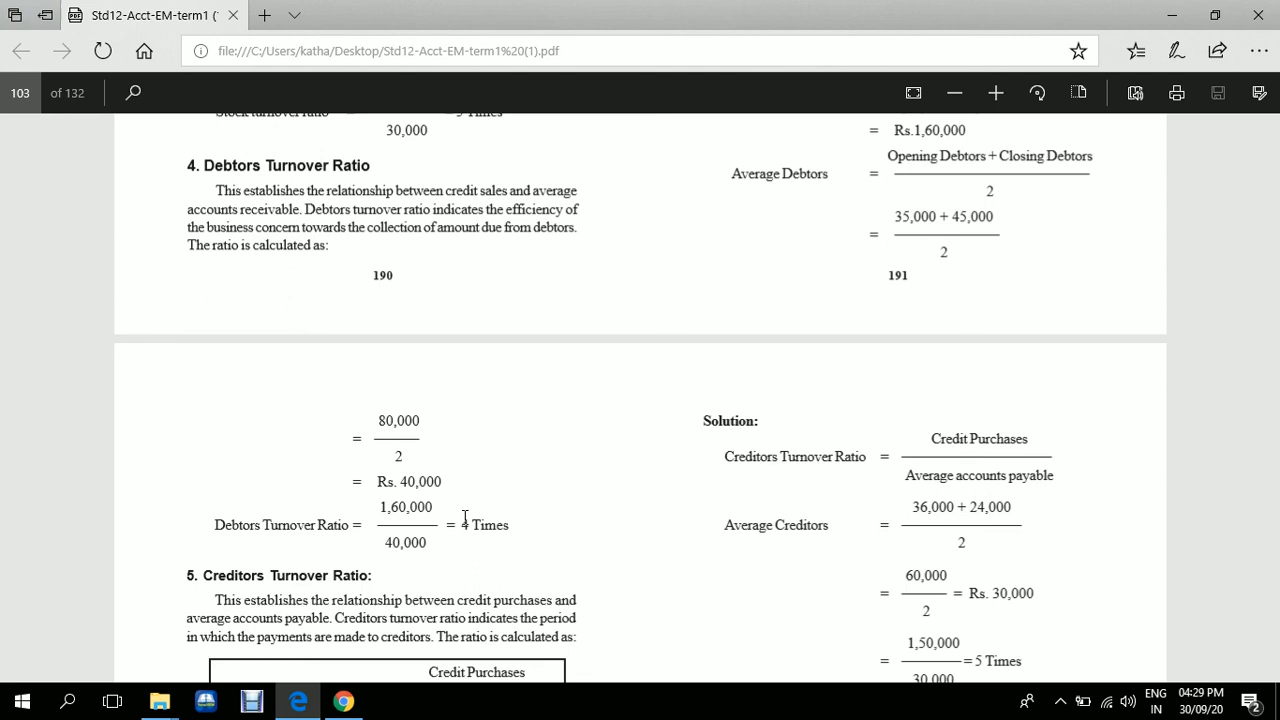 Std12-Acct-EM-term1 (
file:///C:/Users/katha/Desktop/Std12-Acct-EM-term1%20(1).pdf
103 of 132
Stock turnover ratio = = 5 Times
30,000
4. Debtors Turnover Ratio
This establishes the relationship between credit sales and average
accounts receivable. Debtors turnover ratio indicates the efficiency of
the business concern towards the collection of amount due from debtors.
The ratio is calculated as:
190
= Rs.1,60,000
Opening Debtors + Closing Debtors
Average Debtors =
2
35,000 + 45,000
=
2
191
80,000
=
2
= Rs. 40,000
1,60,000
Debtors Turnover Ratio = = 4 Times
40,000
5. Creditors Turnover Ratio:
This establishes the relationship between credit purchases and
average accounts payable. Creditors turnover ratio indicates the period
in which the payments are made to creditors. The ratio is calculated as:
Credit Purchases
Solution:
Credit Purchases
Creditors Turnover Ratio =
Average accounts payable
36,000 + 24,000
Average Creditors =
2
60,000
= = Rs. 30,000
2
1,50,000
= = 5 Times
30,000
ENG 04:29 PM
IN 30/09/20
2